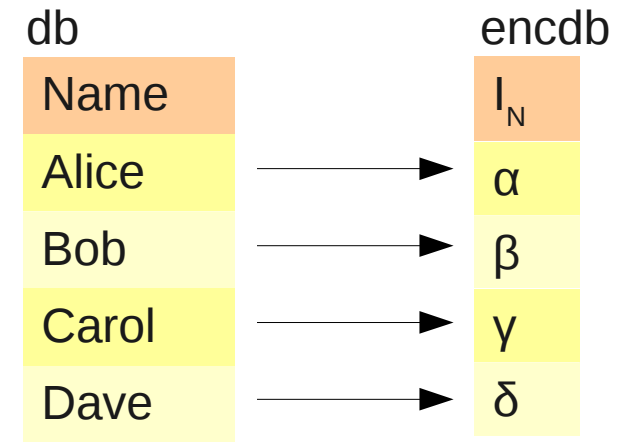 db encdb
Name I_N
Alice α
Bob β
Carol γ
Dave δ